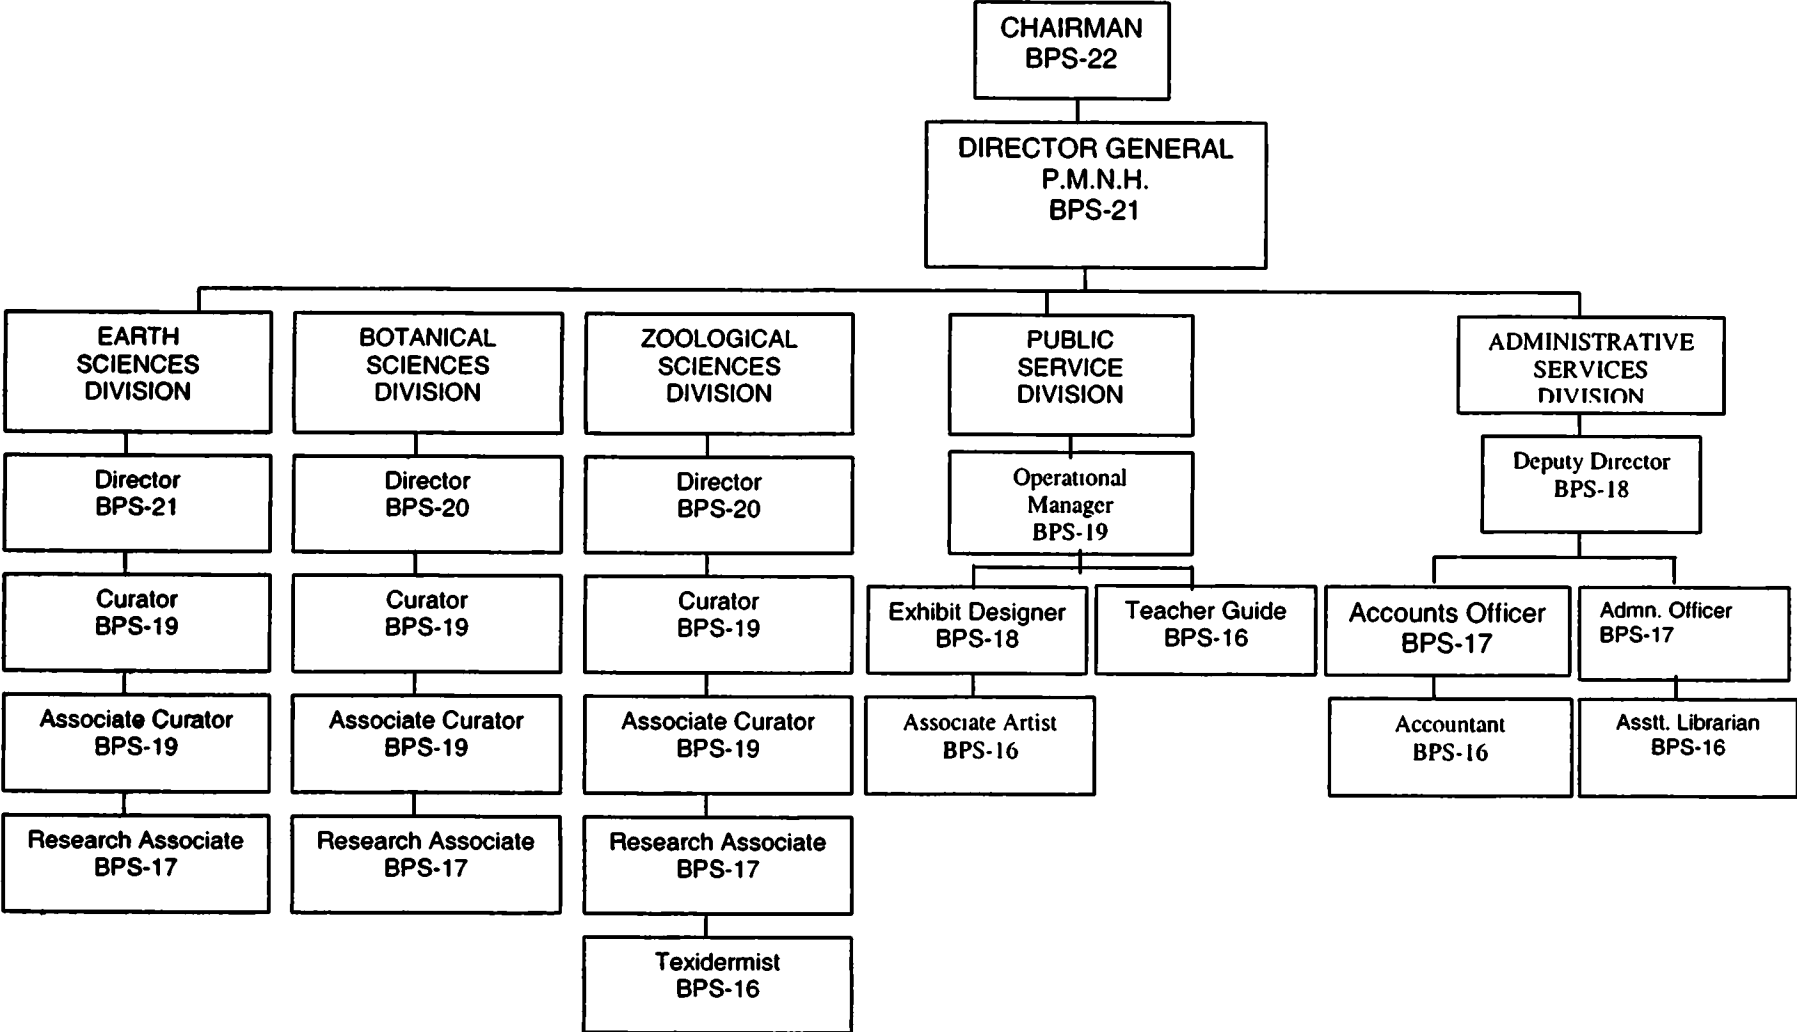 CHAIRMAN
BPS-22
DIRECTOR GENERAL
P.M.N.H.
BPS-21
EARTH
SCIENCES
DIVISION
BOTANICAL
SCIENCES
DIVISION
ZOOLOGICAL
SCIENCES
DIVISION
PUBLIC
SERVICE
DIVISION
ADMINISTRATIVE
SERVICES
DIVISION
Director
BPS-21
Director
BPS-20
Director
BPS-20
Operational
Manager
BPS-19
Deputy Director
BPS-18
Curator
BPS-19
Curator
BPS-19
Curator
BPS-19
Exhibit Designer
BPS-18
Teacher Guide
BPS-16
Accounts Officer
BPS-17
Admn. Officer
BPS-17
Associate Curator
BPS-19
Associate Curator
BPS-19
Associate Curator
BPS-19
Associate Artist
BPS-16
Accountant
BPS-16
Asstt. Librarian
BPS-16
Research Associate
BPS-17
Research Associate
BPS-17
Research Associate
BPS-17
Texidermist
BPS-16